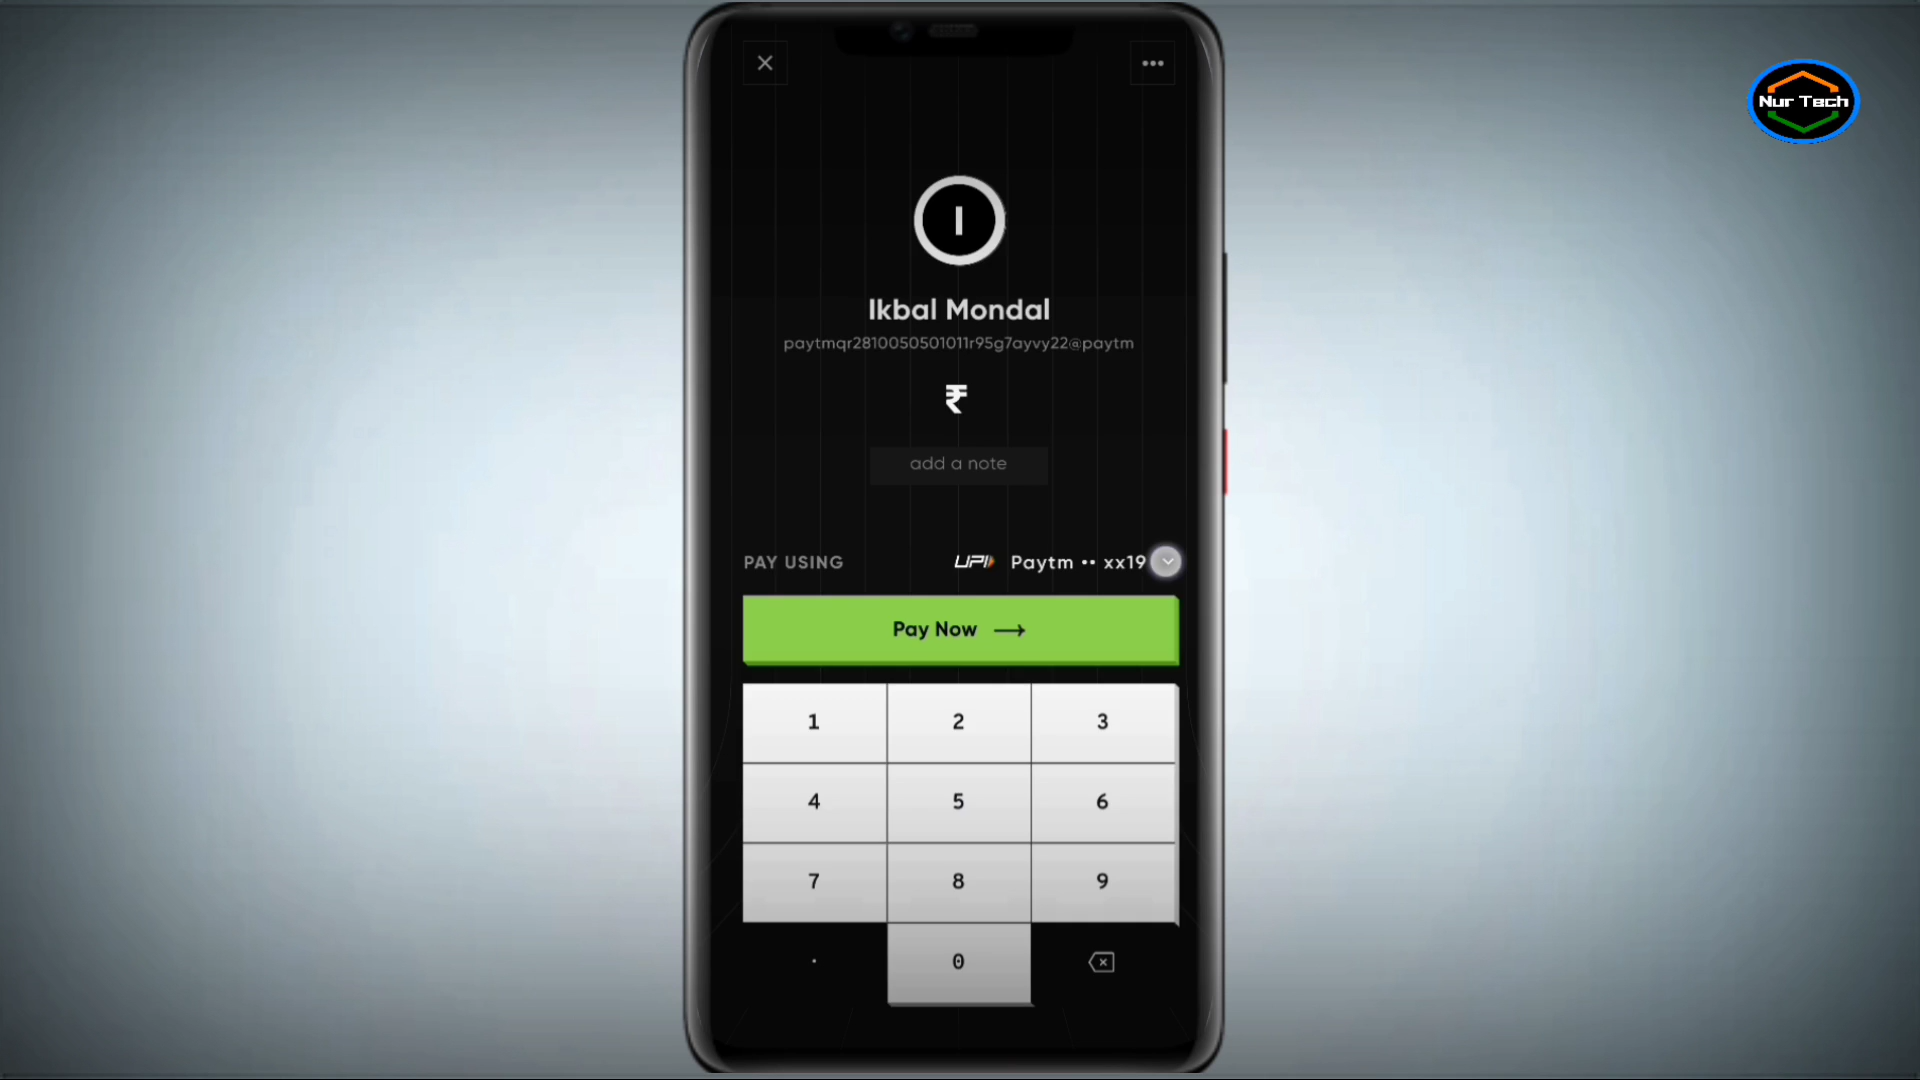 Nur Tech
I
Ikbal Mondal
paytmqr2810050501011r95g7ayvy22@paytm
₹
add a note
PAY USING UPI Paytm •• xx19
Pay Now →
1 2 3
4 5 6
7 8 9
. 0